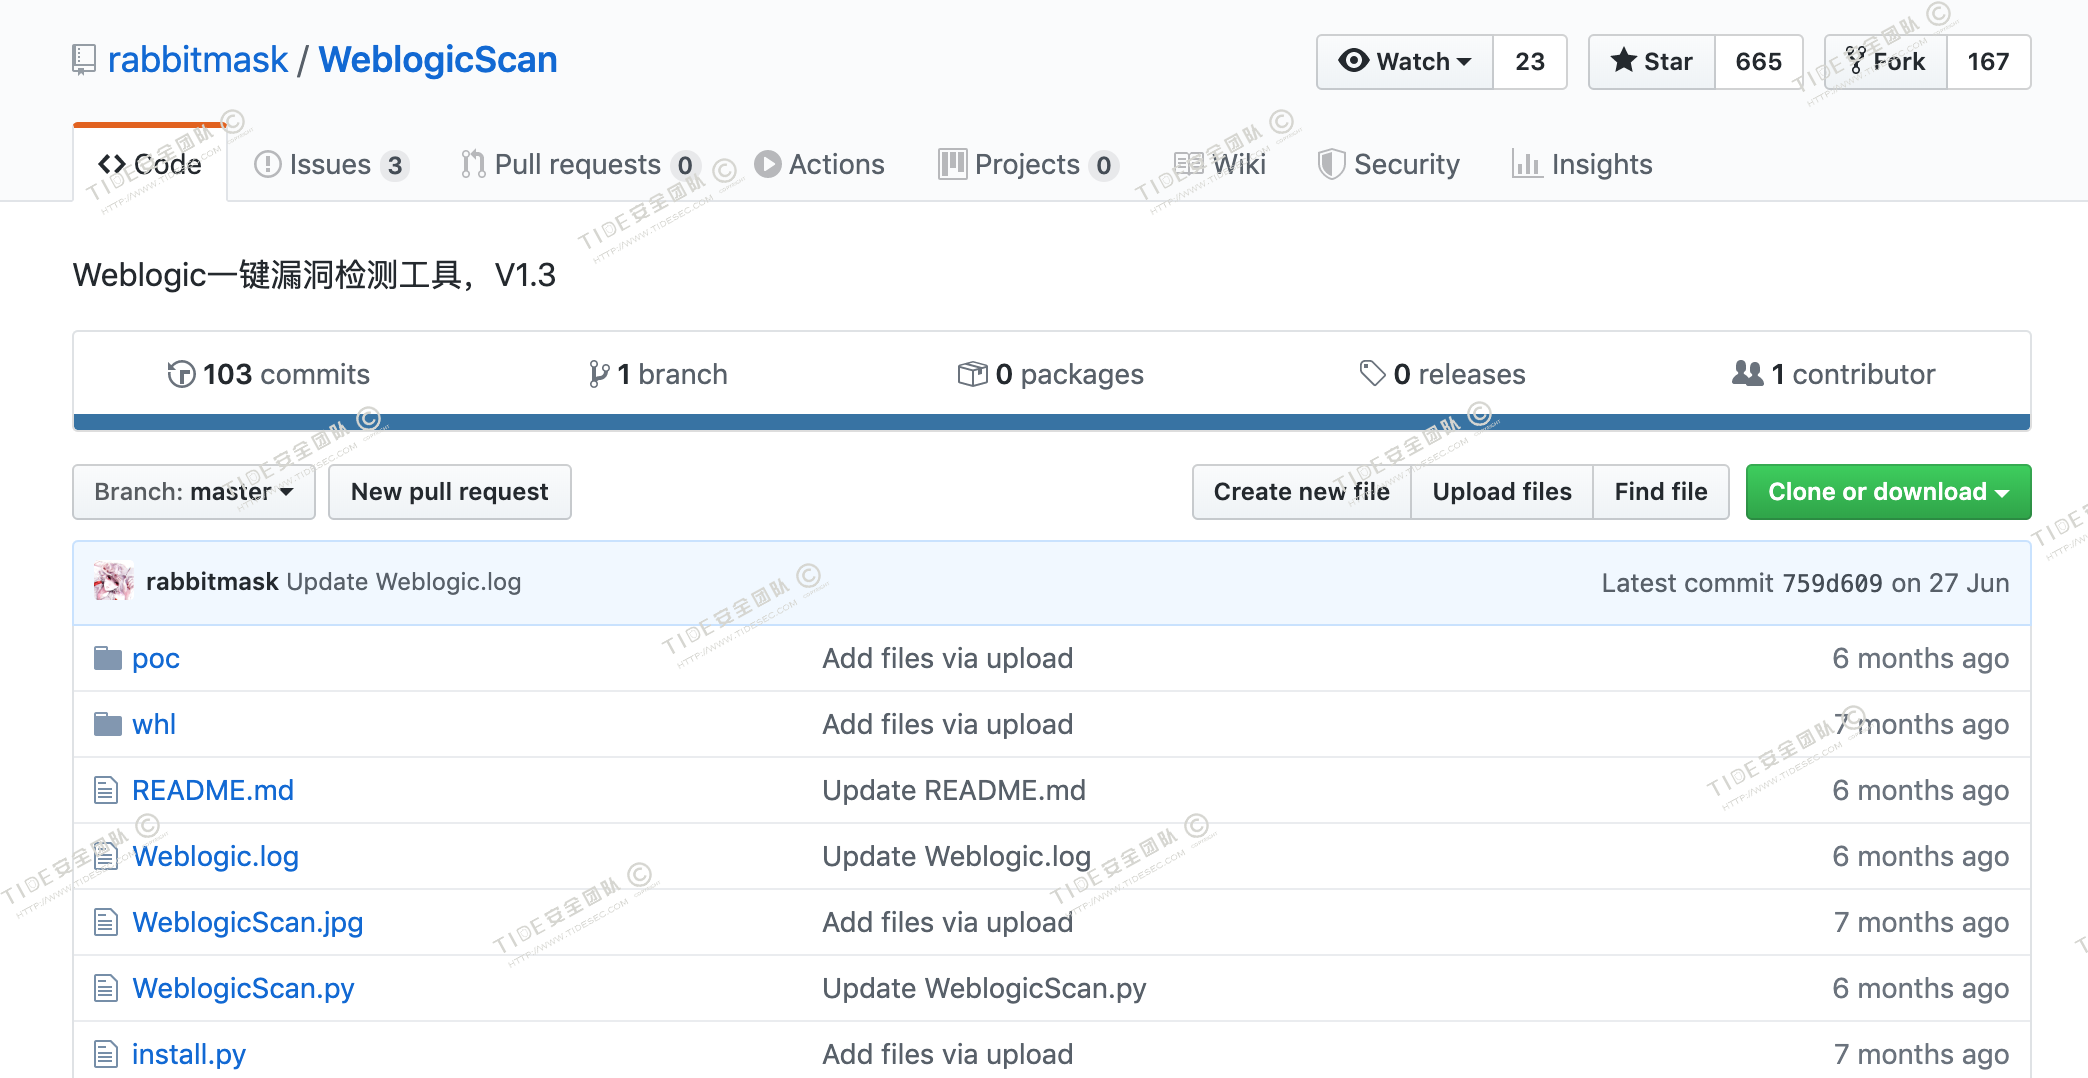 rabbitmask / WeblogicScan
Watch 23 Star 665 Fork 167
Code Issues 3 Pull requests 0 Actions Projects 0 Wiki Security Insights
Weblogic一键漏洞检测工具，V1.3
103 commits 1 branch 0 packages 0 releases 1 contributor
Branch: master New pull request Create new file Upload files Find file Clone or download
rabbitmask Update Weblogic.log Latest commit 759d609 on 27 Jun
poc Add files via upload 6 months ago
whl Add files via upload 7 months ago
README.md Update README.md 6 months ago
Weblogic.log Update Weblogic.log 6 months ago
WeblogicScan.jpg Add files via upload 7 months ago
WeblogicScan.py Update WeblogicScan.py 6 months ago
install.py Add files via upload 7 months ago
TIDE安全团队 ©
HTTP://WWW.TIDESEC.COM